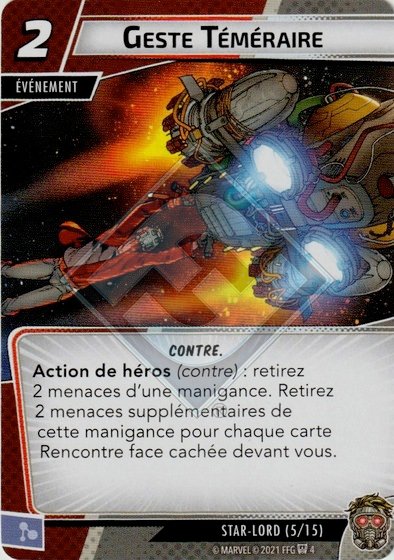 2
GESTE TÉMÉRAIRE
ÉVÉNEMENT
CONTRE.
Action de héros (contre) : retirez
2 menaces d'une manigance. Retirez
2 menaces supplémentaires de
cette manigance pour chaque carte
Rencontre face cachée devant vous.
STAR-LORD (5/15)
© MARVEL © 2021 FFG 4